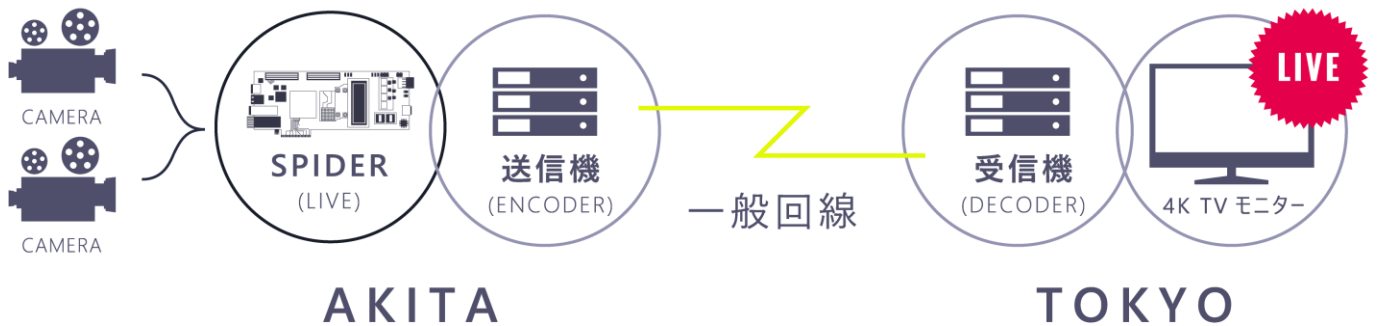 CAMERA
CAMERA
SPIDER
(LIVE)
送信機
(ENCODER)
一般回線
受信機
(DECODER)
LIVE
4K TV モニター
AKITA
TOKYO